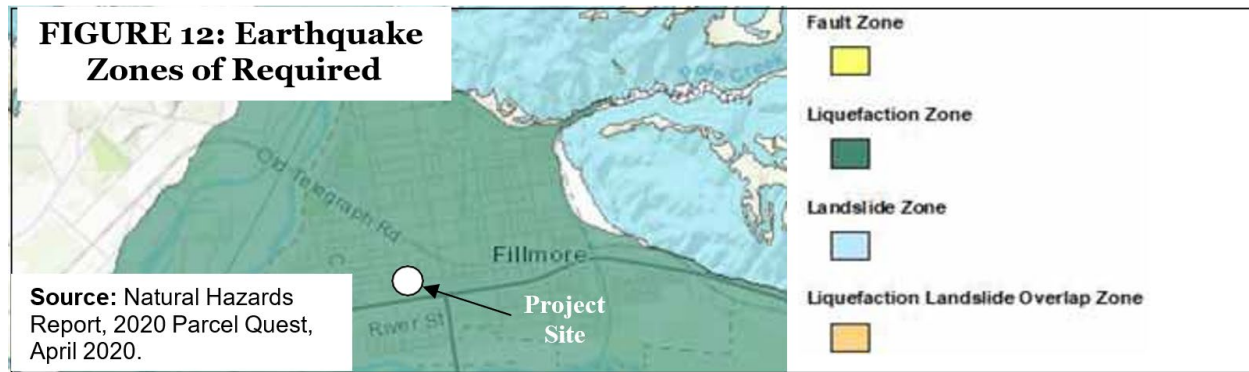 FIGURE 12: Earthquake
Zones of Required
Old Telegraph Rd
Fillmore
C
River St
Project
Site
Source: Natural Hazards
Report, 2020 Parcel Quest,
April 2020.
Fault Zone
Liquefaction Zone
Landslide Zone
Liquefaction Landslide Overlap Zone